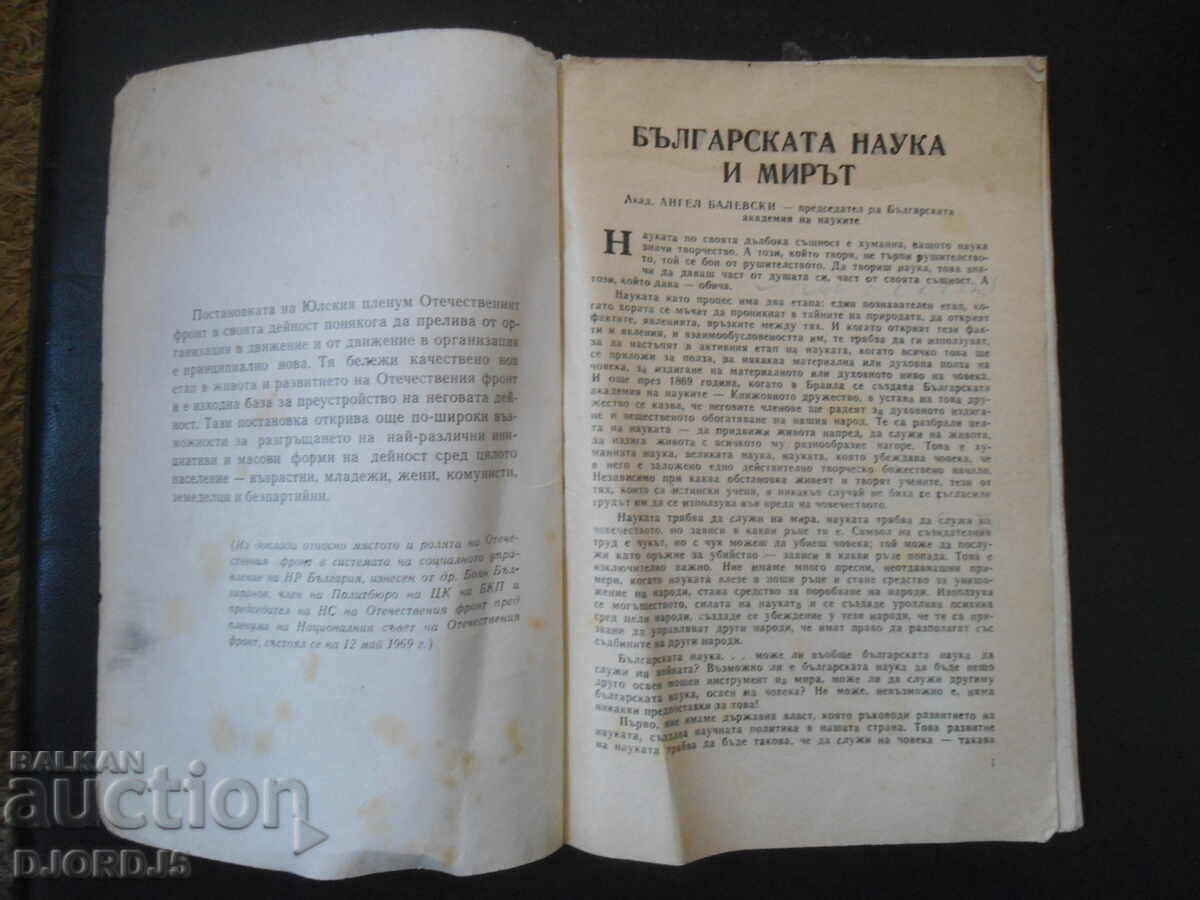 Постановката на Юлския пленум Отечественият
фронт в своята дейност понякога да прелива от ор-
ганизация в движение и от движение в организация
е принципиално нова. Тя бележи качествено нов
етап в живота и развитието на Отечествения фронт
и е изходна база за преустройство на неговата дей-
ност. Тази постановка открива още по-широки въз-
можности за разгръщането на най-различни ини-
циативи и масови форми на дейност сред цялото
население — възрастни, младежи, жени, комунисти,
земеделци и безпартийни.
(Из доклада относно мястото и ролята на Отече-
ствения фронт в системата на социалното упра-
вление на НР България, изнесен от др. Боян Бъл-
гаранов, член на Политбюро на ЦК на БКП и
председател на НС на Отечествения фронт пред
пленума на Националния съвет на Отечествения
фронт, състоял се на 12 май 1969 г.)
БЪЛГАРСКАТА НАУКА
И МИРЪТ
Акад. АНГЕЛ БАЛЕВСКИ — председател на Българската
академия на науките
Науката по своята дълбока същност е хуманна, защото наука
значи творчество. А този, който твори, не търпи рушителство-
то, той се бои от рушителството. Да твориш наука, това зна-
чи да даваш част от душата си, част от своята същност. А
този, който дава — обича.
Науката като процес има два етапа: един познавателен етап, ко-
гато хората се мъчат да проникнат в тайните на природата, да открият
фактите, явленията, връзките между тях. И когато открият тези фак-
ти и явления, и взаимообусловеността им, те трябва да ги използуват,
за да настъпят в активния етап на науката, когато всичко това ще
се приложи за полза, за някаква материална или духовна полза на
човека, за издигане на материалното или духовното ниво на човека.
И още през 1869 година, когато в Браила се създава Българската
академия на науките — Книжовното дружество, в устава на това дру-
жество се казва, че неговите членове ще радеят за духовното издига-
не и вещественото обогатяване на нашия народ. Те са разбрали цел-
та на науката — да придвижи живота напред, да служи на живота,
да издига живота с всичкото му разнообразие нагоре. Това е ху-
манната наука, великата наука, науката, която убеждава човека, че
в него е заложено едно действително творческо божествено начало.
Независимо при каква обстановка живеят и творят учените, тези от
тях, които са истински учени, в никакъв случай не биха се съгласили
трудът им да се използува във вреда на човечеството.
Науката трябва да служи на мира, науката трябва да служи на
човечеството, но зависи в какви ръце тя е. Символ на съзидателния
труд е чукът, но с чук можеш да убиеш човека; той може да послу-
жи като оръжие за убийство — зависи в какви ръце попада. Това е
изключително важно. Ние имаме много пресни, неотдавнашни при-
мери, когато науката влезе в лоши ръце и стане средство за унищо-
жение на народи, стана средство за поробване на народи. Използува
се могъществото, силата на науката и се създаде уродлива психика
сред цели народи, създаде се убеждение у тези народи, че те са при-
звани да управляват други народи, че имат право да разполагат със
съдбините на други народи.
Българската наука. . . може ли въобще българската наука да
служи на войната? Възможно ли е българската наука да бъде нещо
друго освен мощен инструмент на мира, може ли да служи другиму
българската наука, освен на човека? Не може, невъзможно е, няма
никакви предпоставки за това!
Първо, ние имаме държавна власт, която ръководи развитието на
науката, създава научната политика в нашата страна. Това развитие
на науката трябва да бъде такова, че да служи на човека — такава
1
BALKAN
auction
DJORDJ5